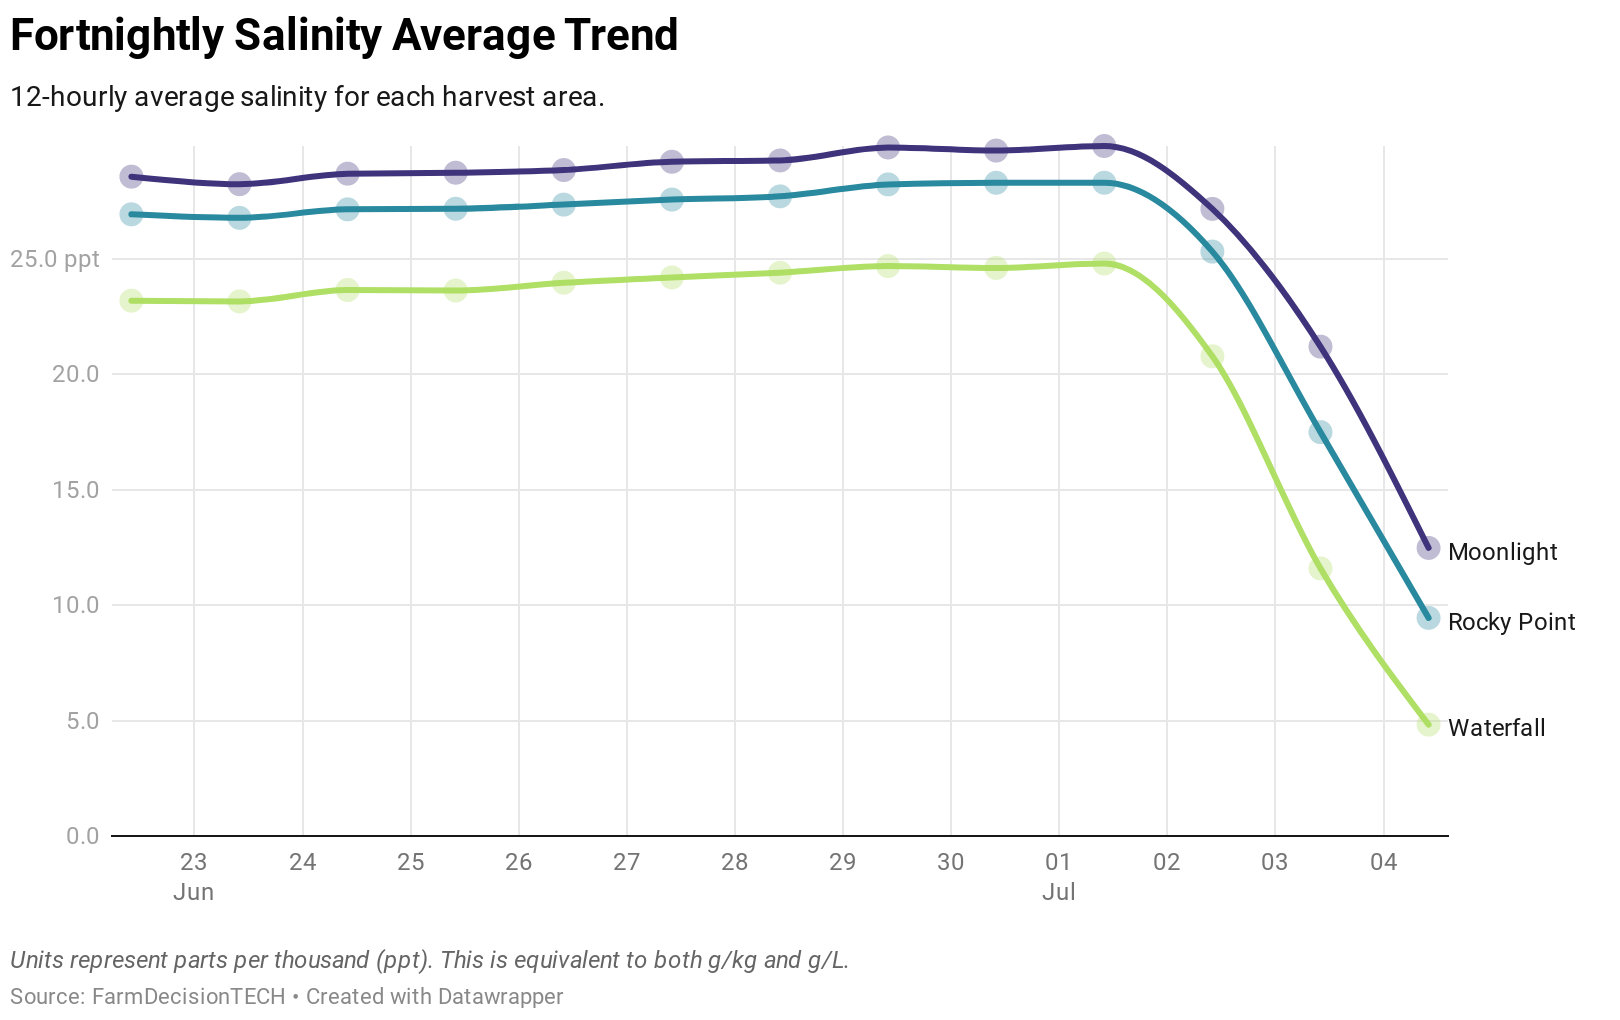 Fortnightly Salinity Average Trend
12-hourly average salinity for each harvest area.
25.0 ppt
20.0
15.0
10.0
5.0
0.0
Moonlight
Rocky Point
Waterfall
23 24 25 26 27 28 29 30 01 02 03 04
Jun Jul
Units represent parts per thousand (ppt). This is equivalent to both g/kg and g/L.
Source: FarmDecisionTECH • Created with Datawrapper